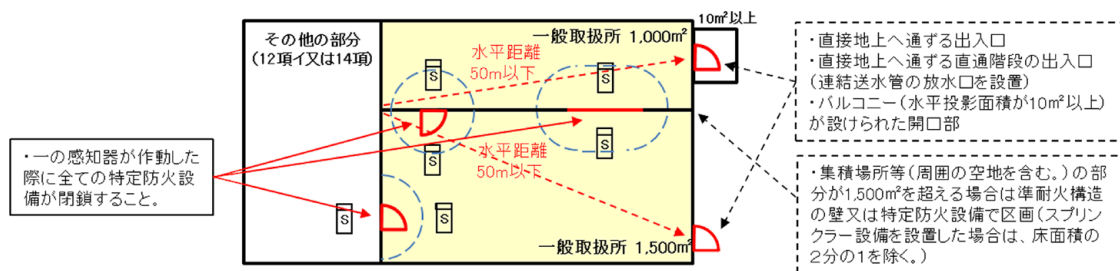 10㎡以上
その他の部分
(12項イ又は14項)
一般取扱所 1,000㎡
水平距離
50m以下
S
S
S
S
S
S
水平距離
50m以下
一般取扱所 1,500㎡
・一の感知器が作動した
際に全ての特定防火設
備が閉鎖すること。
・直接地上へ通ずる出入口
・直接地上へ通ずる直通階段の出入口
(連結送水管の放水口を設置)
・バルコニー(水平投影面積が10㎡以上)
が設けられた開口部
・集積場所等(周囲の空地を含む。)の部
分が1,500㎡を超える場合は準耐火構造
の壁又は特定防火設備で区画(スプリン
クラー設備を設置した場合は、床面積の
2分の1を除く。)